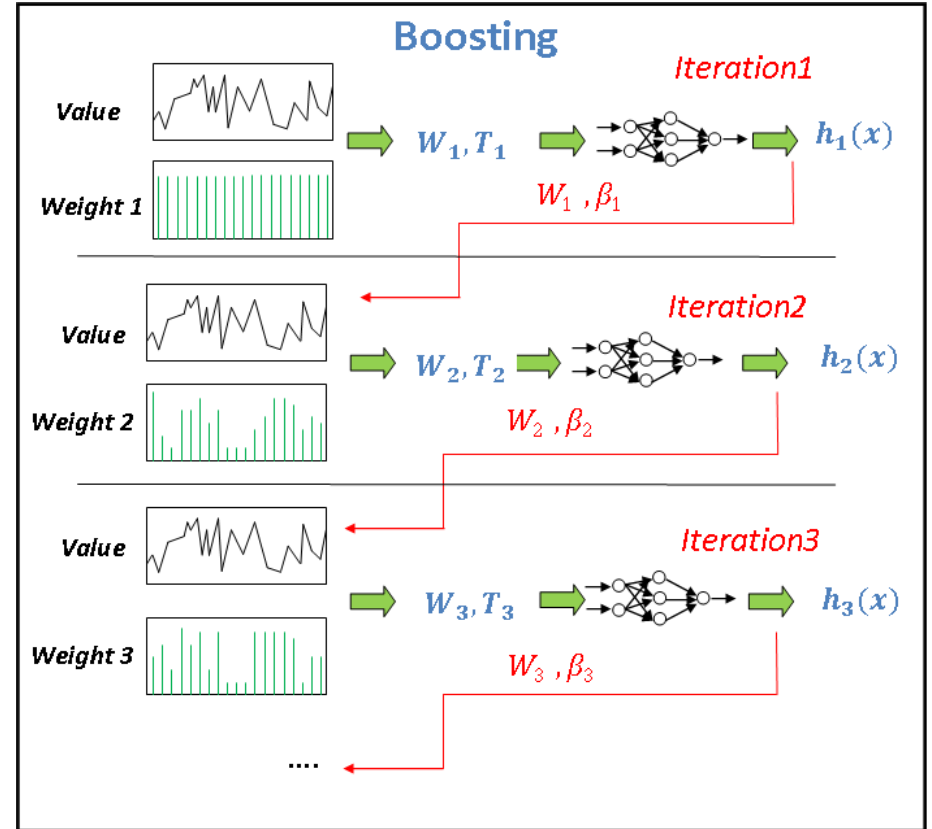 Boosting
Iteration1
Value
W₁, T₁
h₁(x)
Weight 1
W₁ , β₁
Iteration2
Value
W₂, T₂
h₂(x)
Weight 2
W₂ , β₂
Iteration3
Value
W₃, T₃
h₃(x)
Weight 3
W₃ , β₃
....